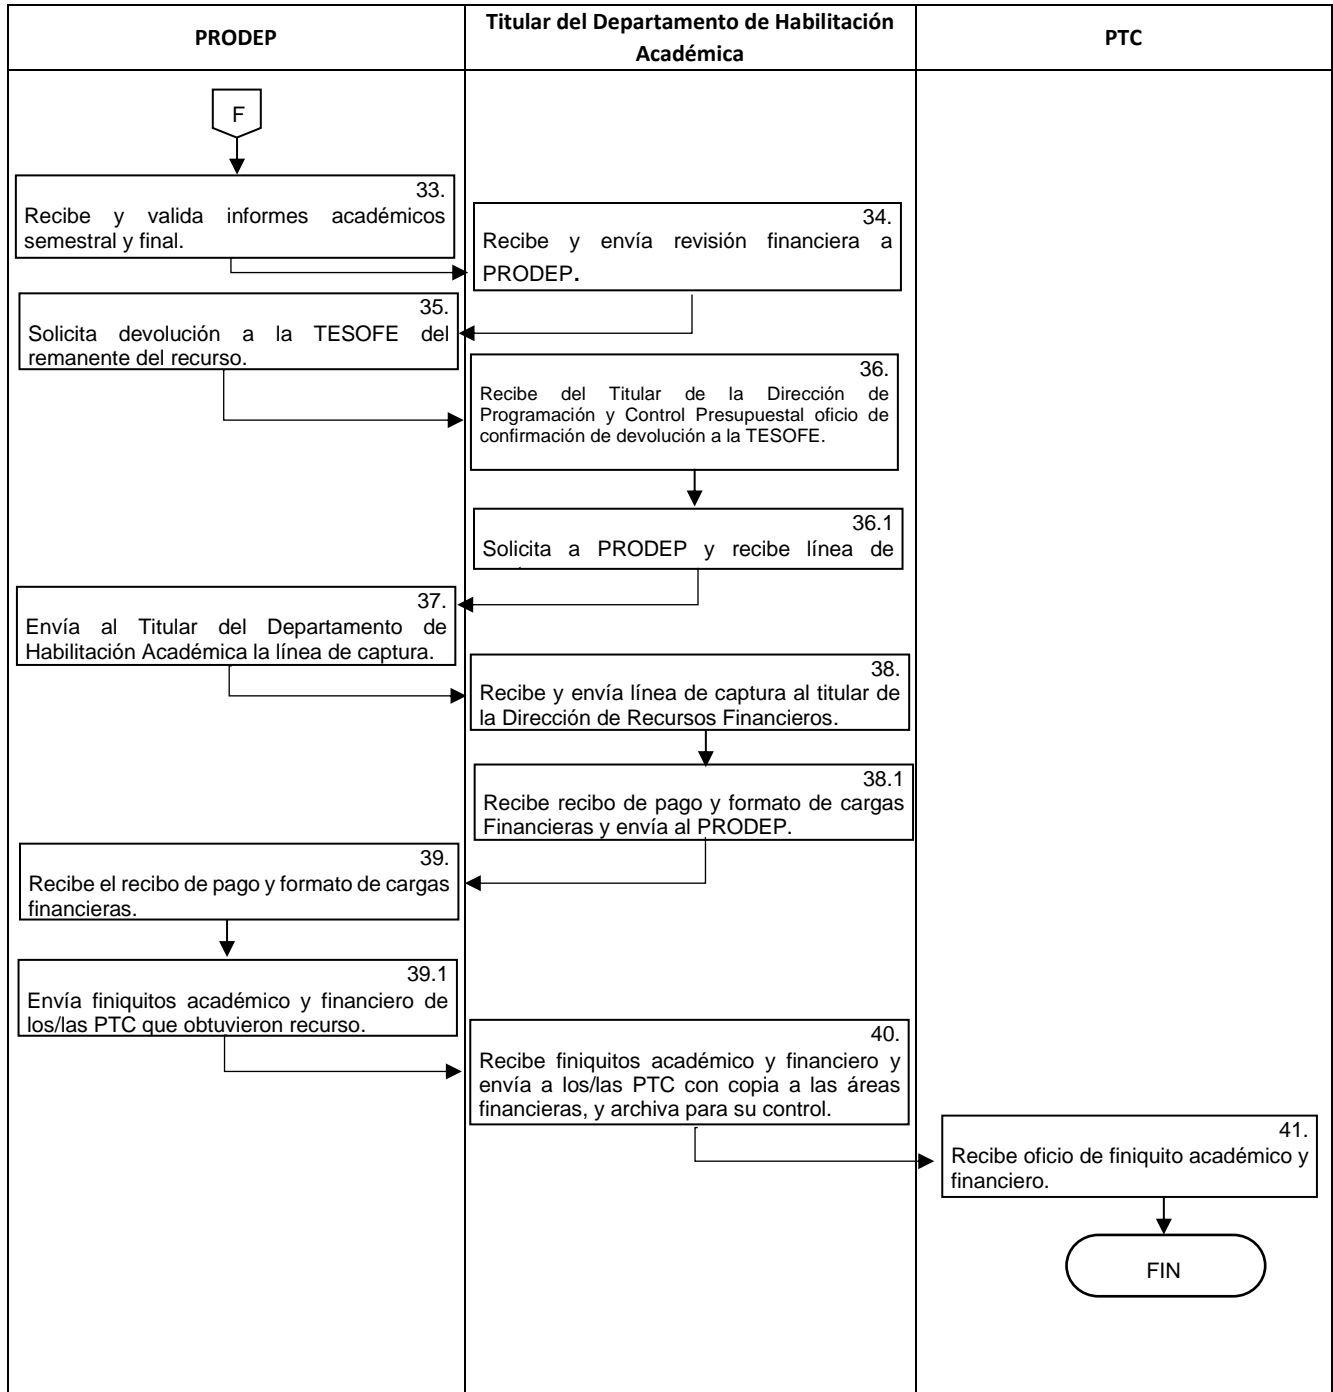 PRODEP
Titular del Departamento de Habilitación
Académica
PTC
F
33.
Recibe y valida informes académicos
semestral y final.
34.
Recibe y envía revisión financiera a
PRODEP.
35.
Solicita devolución a la TESOFE del
remanente del recurso.
36.
Recibe del Titular de la Dirección de
Programación y Control Presupuestal oficio de
confirmación de devolución a la TESOFE.
36.1
Solicita a PRODEP y recibe línea de
37.
Envía al Titular del Departamento de
Habilitación Académica la línea de captura.
38.
Recibe y envía línea de captura al titular de
la Dirección de Recursos Financieros.
38.1
Recibe recibo de pago y formato de cargas
Financieras y envía al PRODEP.
39.
Recibe el recibo de pago y formato de cargas
financieras.
39.1
Envía finiquitos académico y financiero de
los/las PTC que obtuvieron recurso.
40.
Recibe finiquitos académico y financiero y
envía a los/las PTC con copia a las áreas
financieras, y archiva para su control.
41.
Recibe oficio de finiquito académico y
financiero.
FIN